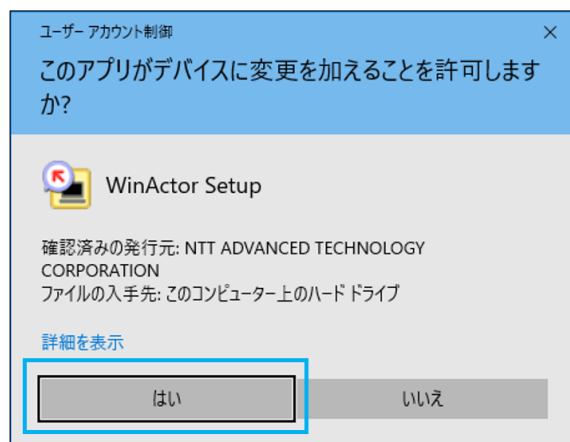 ユーザー アカウント制御
このアプリがデバイスに変更を加えることを許可します
か?
WinActor Setup
確認済みの発行元: NTT ADVANCED TECHNOLOGY
CORPORATION
ファイルの入手先: このコンピューター上のハード ドライブ
詳細を表示
はい
いいえ